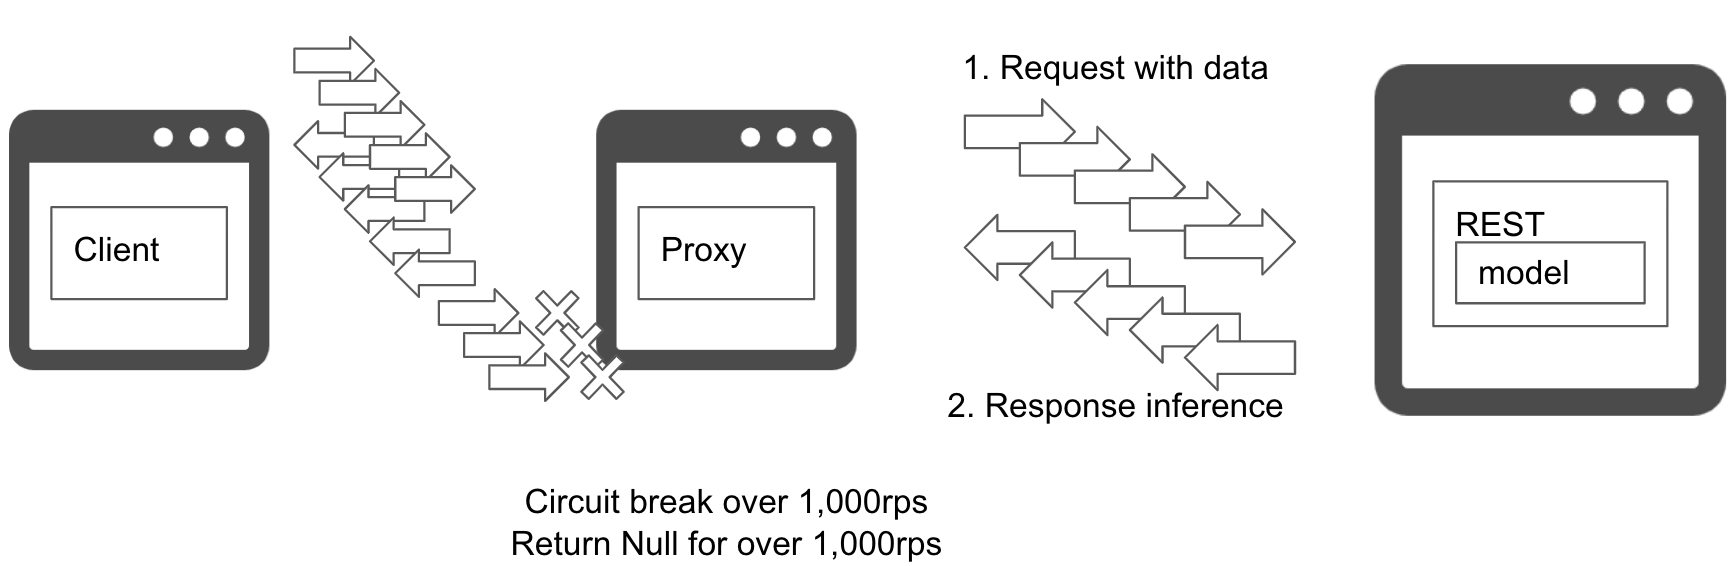 1. Request with data
Client
Proxy
REST
model
2. Response inference
Circuit break over 1,000rps
Return Null for over 1,000rps